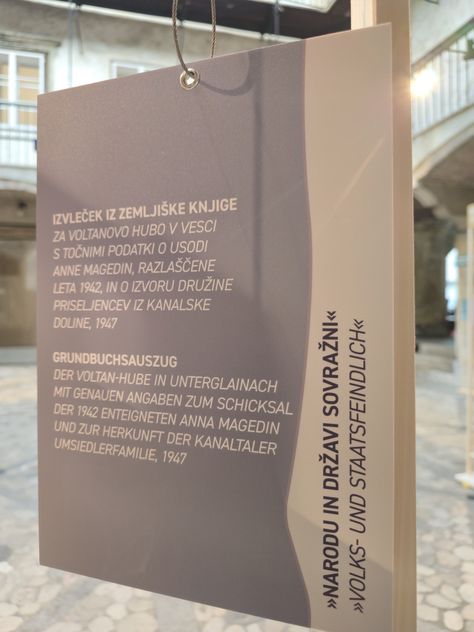 IZVLEČEK IZ ZEMLJIŠKE KNJIGE
ZA VOLTANOVO HUBO V VESCI
S TOČNIMI PODATKI O USODI
ANNE MAGEDIN, RAZLAŠČENE
LETA 1942, IN O IZVORU DRUŽINE
PRISELJENCEV IZ KANALSKE
DOLINE, 1947
GRUNDBUCHSAUSZUG
DER VOLTAN-HUBE IN UNTERGLAINACH
MIT GENAUEN ANGABEN ZUM SCHICKSAL
DER 1942 ENTEIGNETEN ANNA MAGEDIN
UND ZUR HERKUNFT DER KANALTALER
UMSIEDLERFAMILIE, 1947
»NARODU IN DRŽAVI SOVRAŽNI«
»VOLKS- UND STAATSFEINDLICH«